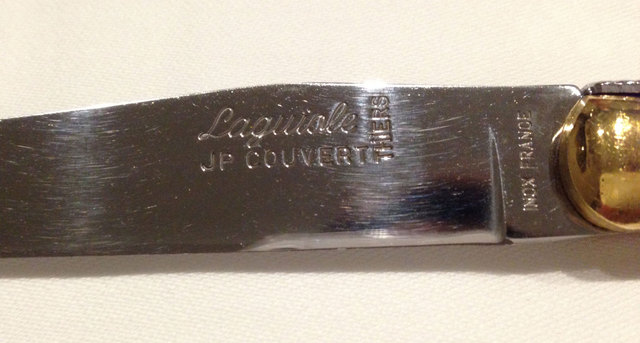 Laguiole
JP COUVERT
THIERS
INOX FRANCE